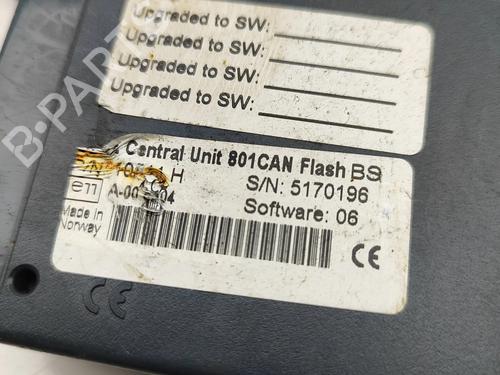 Upgraded to SW:
Upgraded to SW:
Upgraded to SW:
Upgraded to SW:
B-PARTS
Central Unit 801CAN Flash BS
H
S/N: 5170196
e11
Software: 06
Made in
Norway
CE
CE